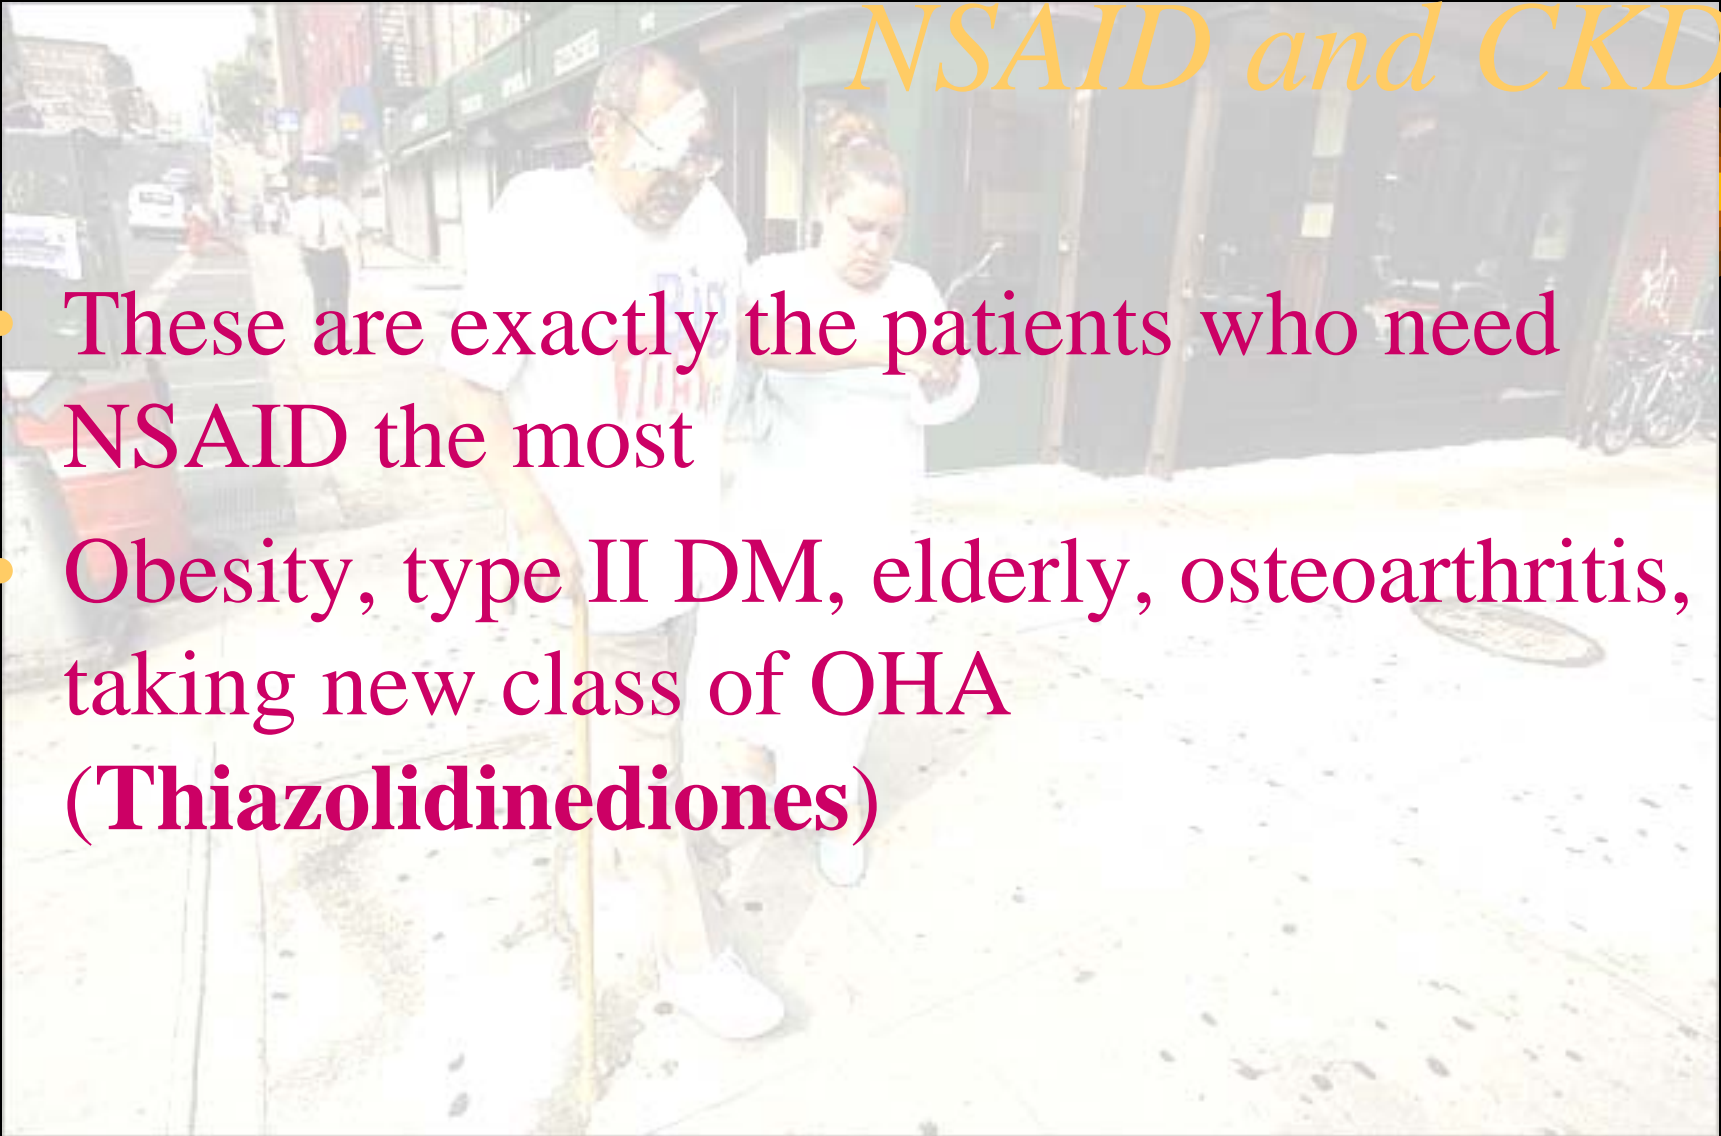 NSAID and CKD
These are exactly the patients who need
NSAID the most
Obesity, type II DM, elderly, osteoarthritis,
taking new class of OHA
(Thiazolidinediones)